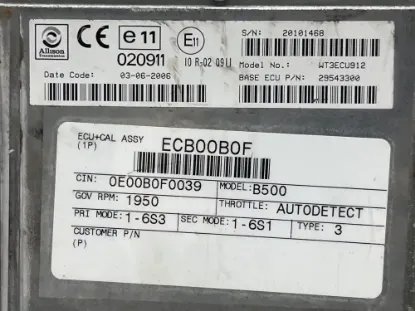 Allison
Transmission
CE
e11
020911
E11
10 R-02 0911
Date Code: 03-06-2006
S/N: 20101468
Model No.: WT3ECU912
BASE ECU P/N: 29543300
ECU+CAL ASSY
(1P)
ECB00B0F
CIN: 0E00B0F0039 MODEL: B500
GOV RPM: 1950 THROTTLE: AUTODETECT
PRI MODE: 1-6S3 SEC MODE: 1-6S1 TYPE: 3
CUSTOMER P/N
(P)